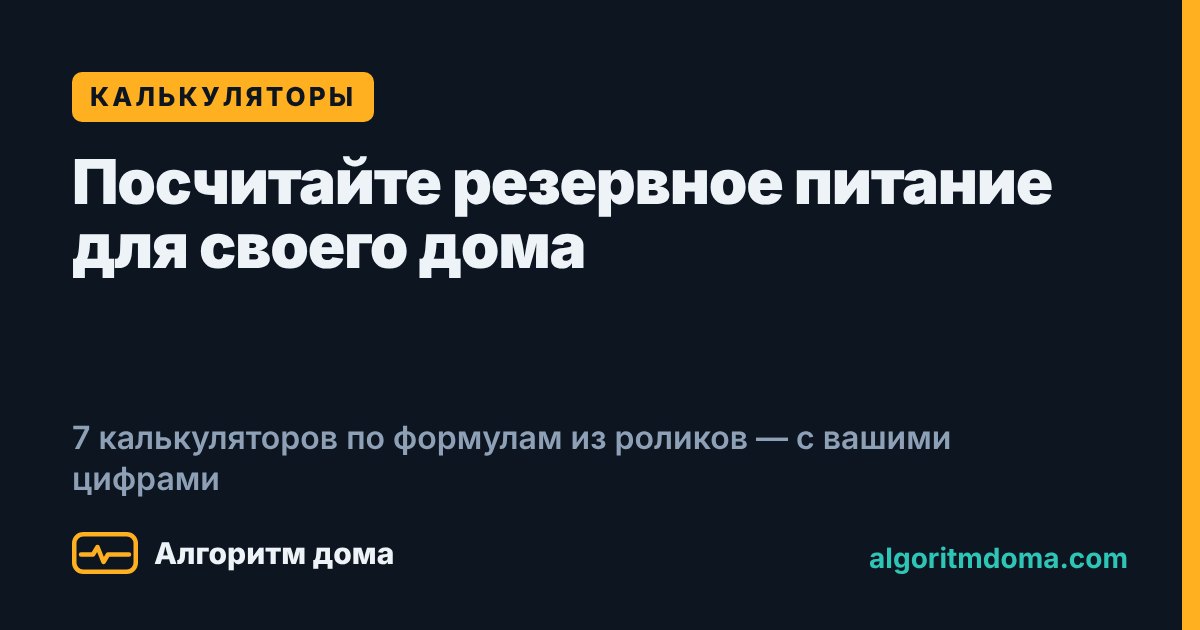 КАЛЬКУЛЯТОРЫ
Посчитайте резервное питание
для своего дома
7 калькуляторов по формулам из роликов — с вашими
цифрами
Алгоритм дома
algoritmdoma.com